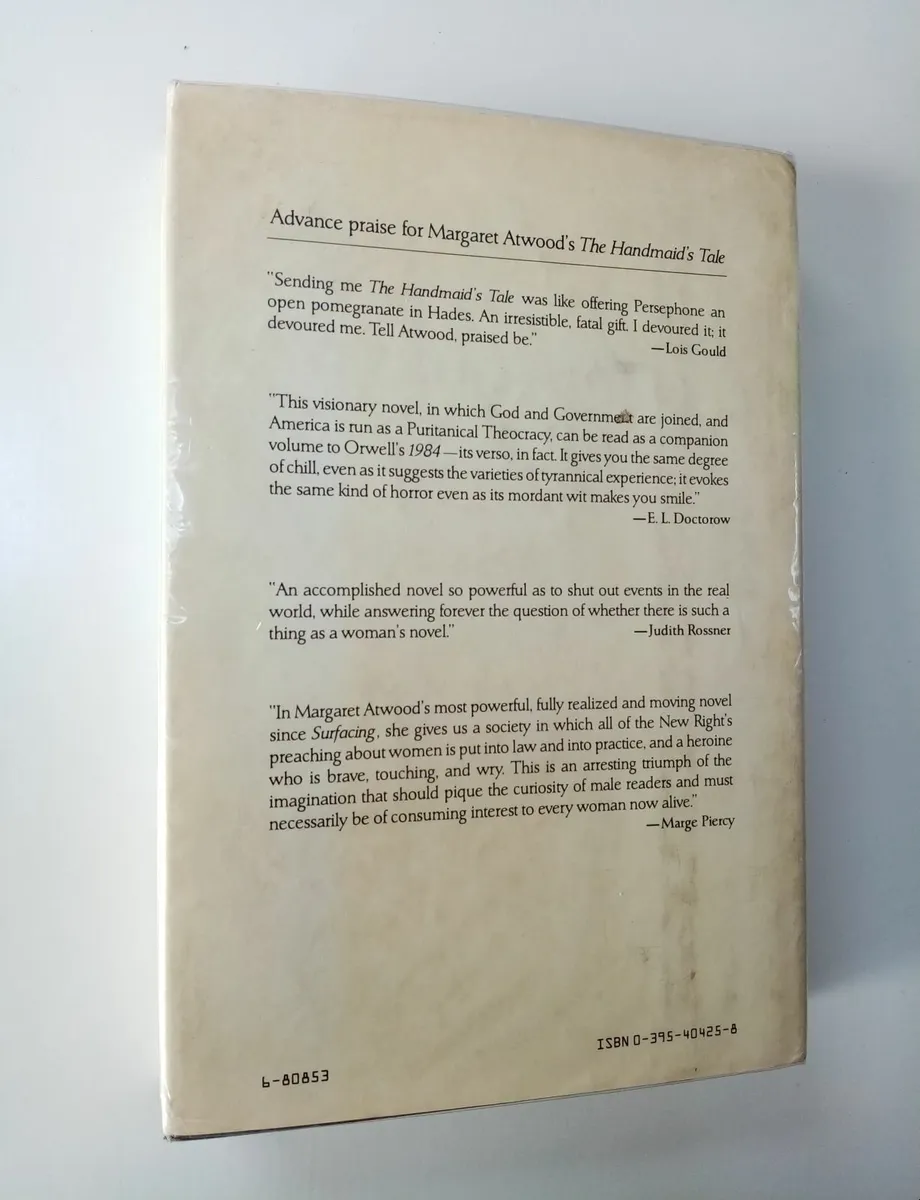 Advance praise for Margaret Atwood's The Handmaid's Tale
"Sending me The Handmaid's Tale was like offering Persephone an
open pomegranate in Hades. An irresistible, fatal gift. I devoured it; it
devoured me. Tell Atwood, praised be."
—Lois Gould
"This visionary novel, in which God and Government are joined, and
America is run as a Puritanical Theocracy, can be read as a companion
volume to Orwell's 1984—its verso, in fact. It gives you the same degree
of chill, even as it suggests the varieties of tyrannical experience; it evokes
the same kind of horror even as its mordant wit makes you smile."
—E. L. Doctorow
"An accomplished novel so powerful as to shut out events in the real
world, while answering forever the question of whether there is such a
thing as a woman's novel." —Judith Rossner
"In Margaret Atwood's most powerful, fully realized and moving novel
since Surfacing, she gives us a society in which all of the New Right's
preaching about women is put into law and into practice, and a heroine
who is brave, touching, and wry. This is an arresting triumph of the
imagination that should pique the curiosity of male readers and must
necessarily be of consuming interest to every woman now alive."
—Marge Piercy
ISBN 0-395-40425-8
6-80853